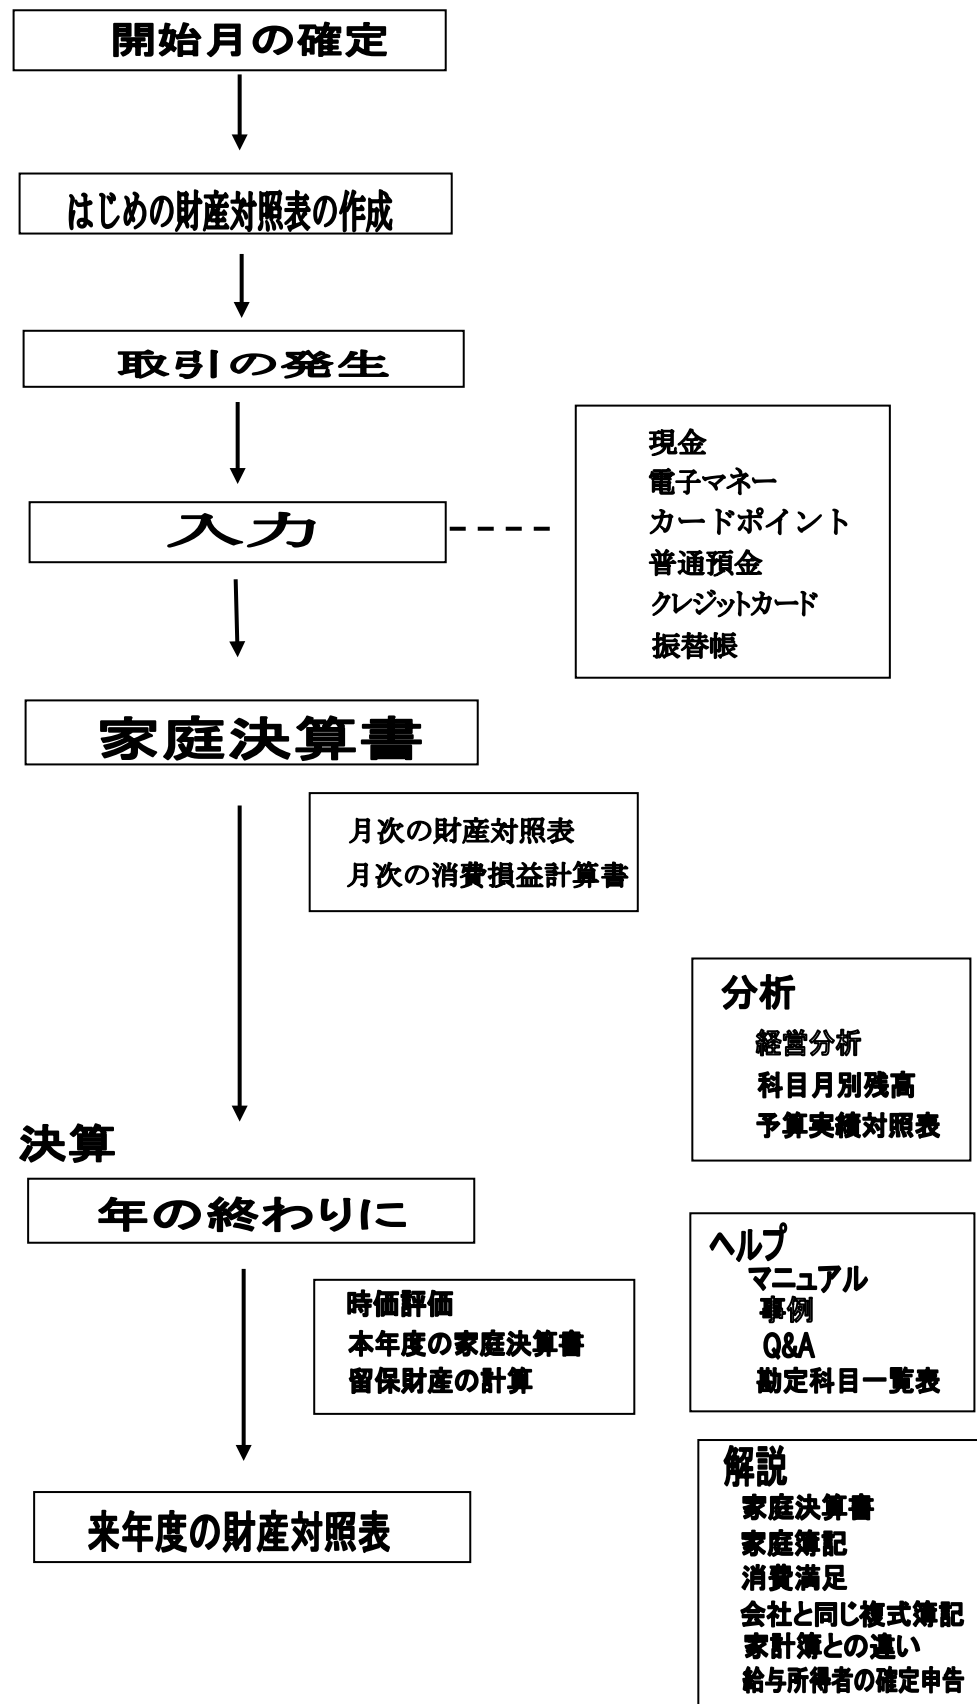 開始月の確定
はじめの財産対照表の作成
取引の発生
入力
現金
電子マネー
カードポイント
普通預金
クレジットカード
振替帳
家庭決算書
月次の財産対照表
月次の消費損益計算書
分析
経営分析
科目月別残高
予算実績対照表
決算
年の終わりに
時価評価
本年度の家庭決算書
留保財産の計算
来年度の財産対照表
ヘルプ
マニュアル
事例
Q&A
勘定科目一覧表
解説
家庭決算書
家庭簿記
消費満足
会社と同じ複式簿記
家計簿との違い
給与所得者の確定申告